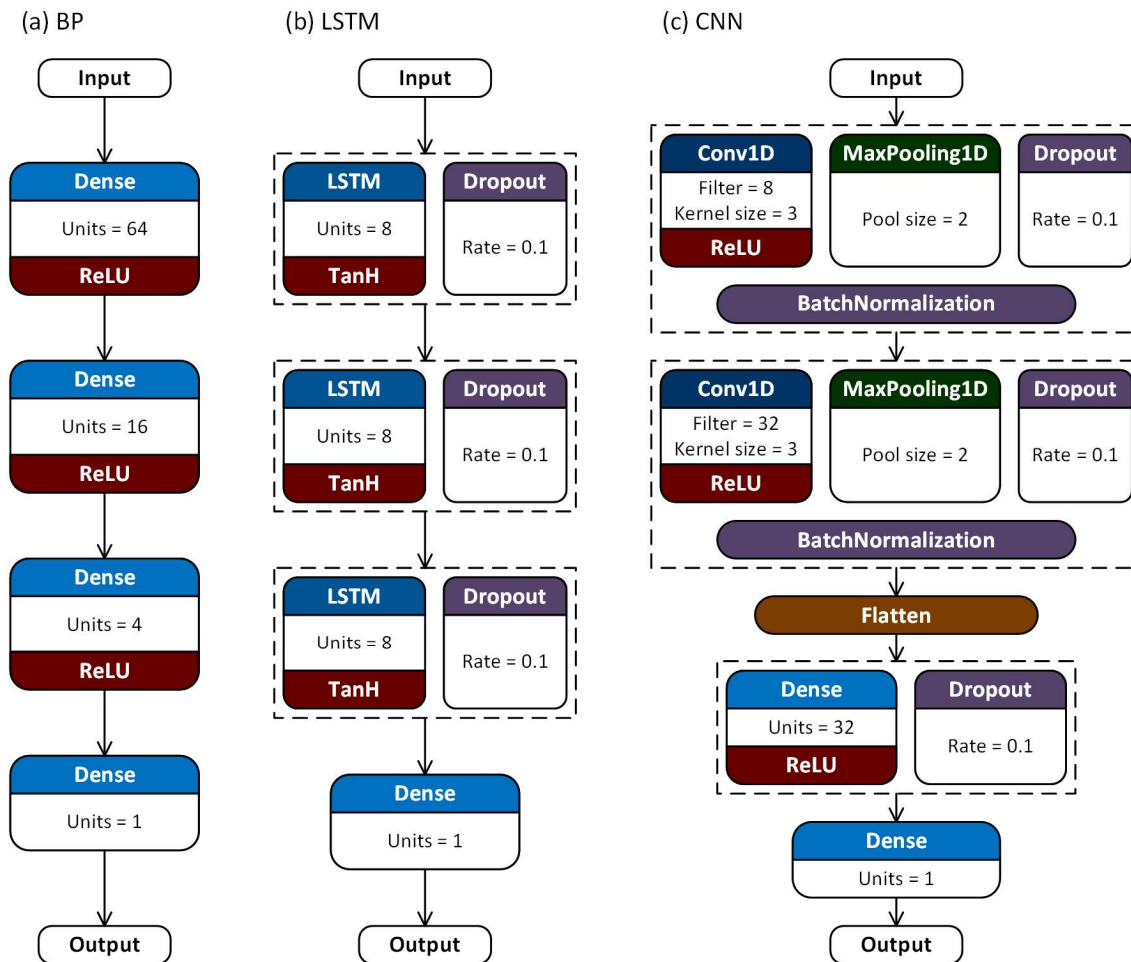 (a) BP
Input
Dense
Units = 64
ReLU
Dense
Units = 16
ReLU
Dense
Units = 4
ReLU
Dense
Units = 1
Output
(b) LSTM
Input
LSTM
Units = 8
TanH
Dropout
Rate = 0.1
LSTM
Units = 8
TanH
Dropout
Rate = 0.1
LSTM
Units = 8
TanH
Dropout
Rate = 0.1
Dense
Units = 1
Output
(c) CNN
Input
Conv1D
Filter = 8
Kernel size = 3
ReLU
MaxPooling1D
Pool size = 2
Dropout
Rate = 0.1
BatchNormalization
Conv1D
Filter = 32
Kernel size = 3
ReLU
MaxPooling1D
Pool size = 2
Dropout
Rate = 0.1
BatchNormalization
Flatten
Dense
Units = 32
ReLU
Dropout
Rate = 0.1
Dense
Units = 1
Output